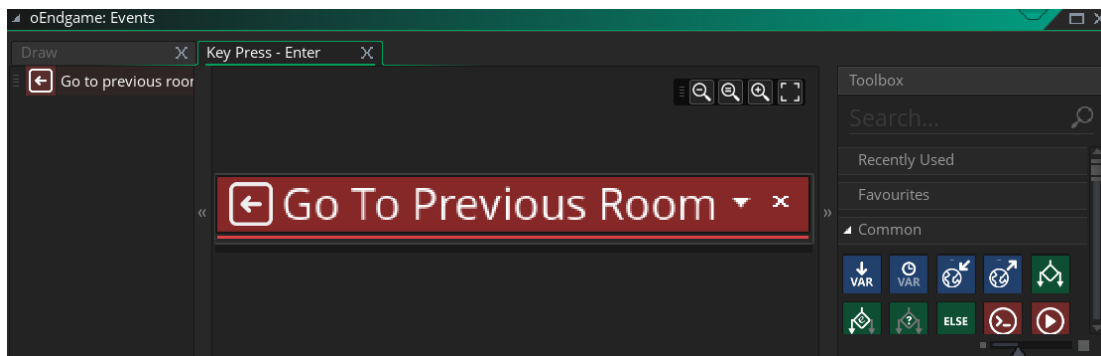 oEndgame: Events
Draw
Key Press - Enter
Go to previous roor
Go To Previous Room
Toolbox
Search...
Recently Used
Favourites
Common
VAR
VAR
ELSE